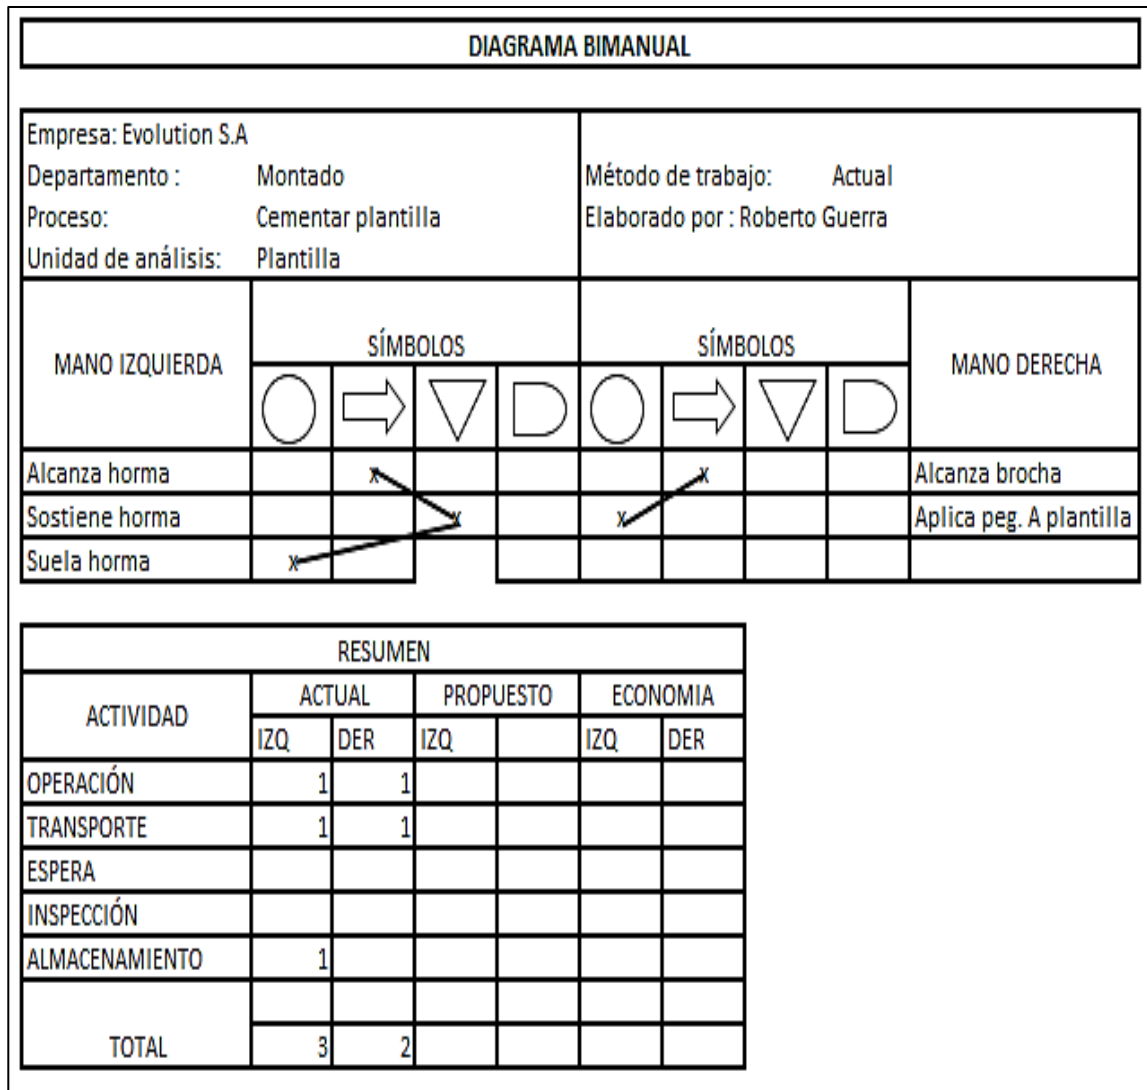 DIAGRAMA BIMANUAL
Empresa: Evolution S.A
Departamento : Montado
Proceso: Cementar plantilla
Unidad de análisis: Plantilla
Método de trabajo: Actual
Elaborado por : Roberto Guerra
MANO IZQUIERDA SÍMBOLOS SÍMBOLOS MANO DERECHA
Alcanza horma x x Alcanza brocha
Sostiene horma x x Aplica peg. A plantilla
Suela horma x
RESUMEN
ACTIVIDAD ACTUAL PROPUESTO ECONOMIA
IZQ DER IZQ IZQ DER
OPERACIÓN 1 1
TRANSPORTE 1 1
ESPERA
INSPECCIÓN
ALMACENAMIENTO 1
TOTAL 3 2